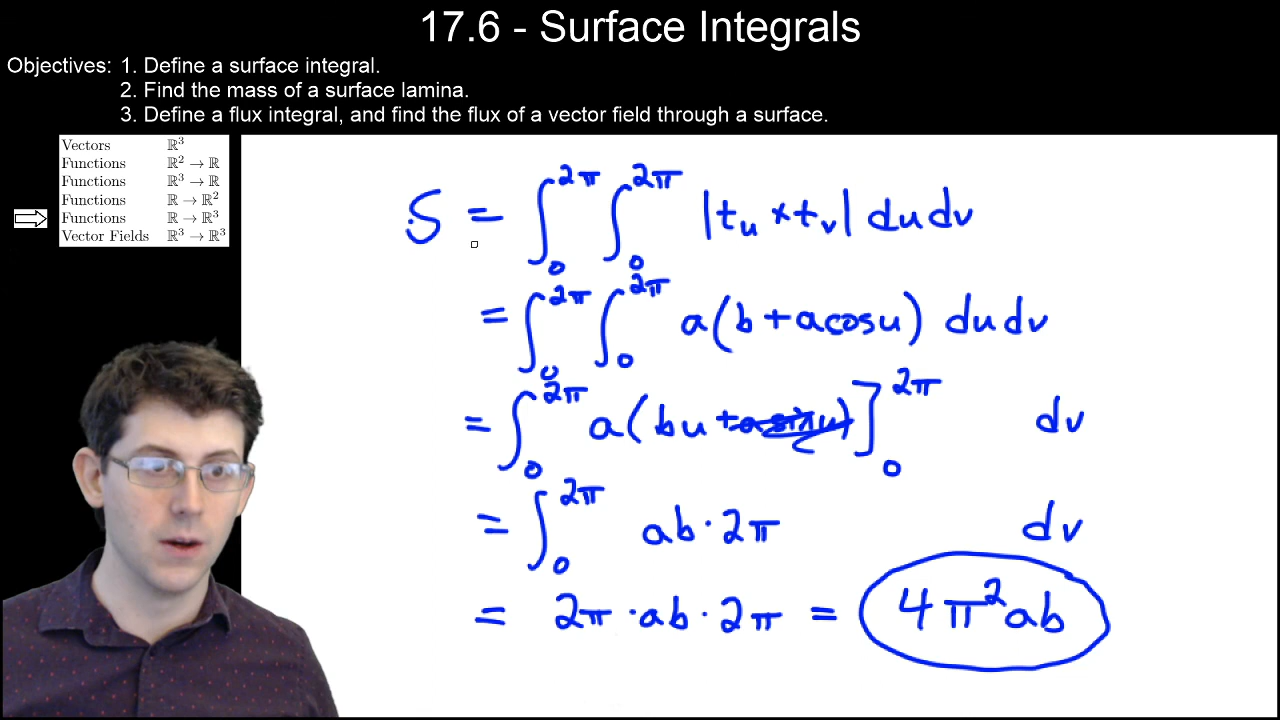 17.6 - Surface Integrals
Objectives: 1. Define a surface integral.
2. Find the mass of a surface lamina.
3. Define a flux integral, and find the flux of a vector field through a surface.
Vectors ℝ³
Functions ℝ² → ℝ
Functions ℝ³ → ℝ
Functions ℝ → ℝ²
Functions ℝ → ℝ³
Vector Fields ℝ³ → ℝ³
S = ∫₀^2π ∫₀^2π |t_u × t_v| du dv
= ∫₀^2π ∫₀^2π a(b + a cos u) du dv
= ∫₀^2π a(bu + a sin u)]₀^2π dv
= ∫₀^2π ab · 2π dv
= 2π · ab · 2π = 4π²ab